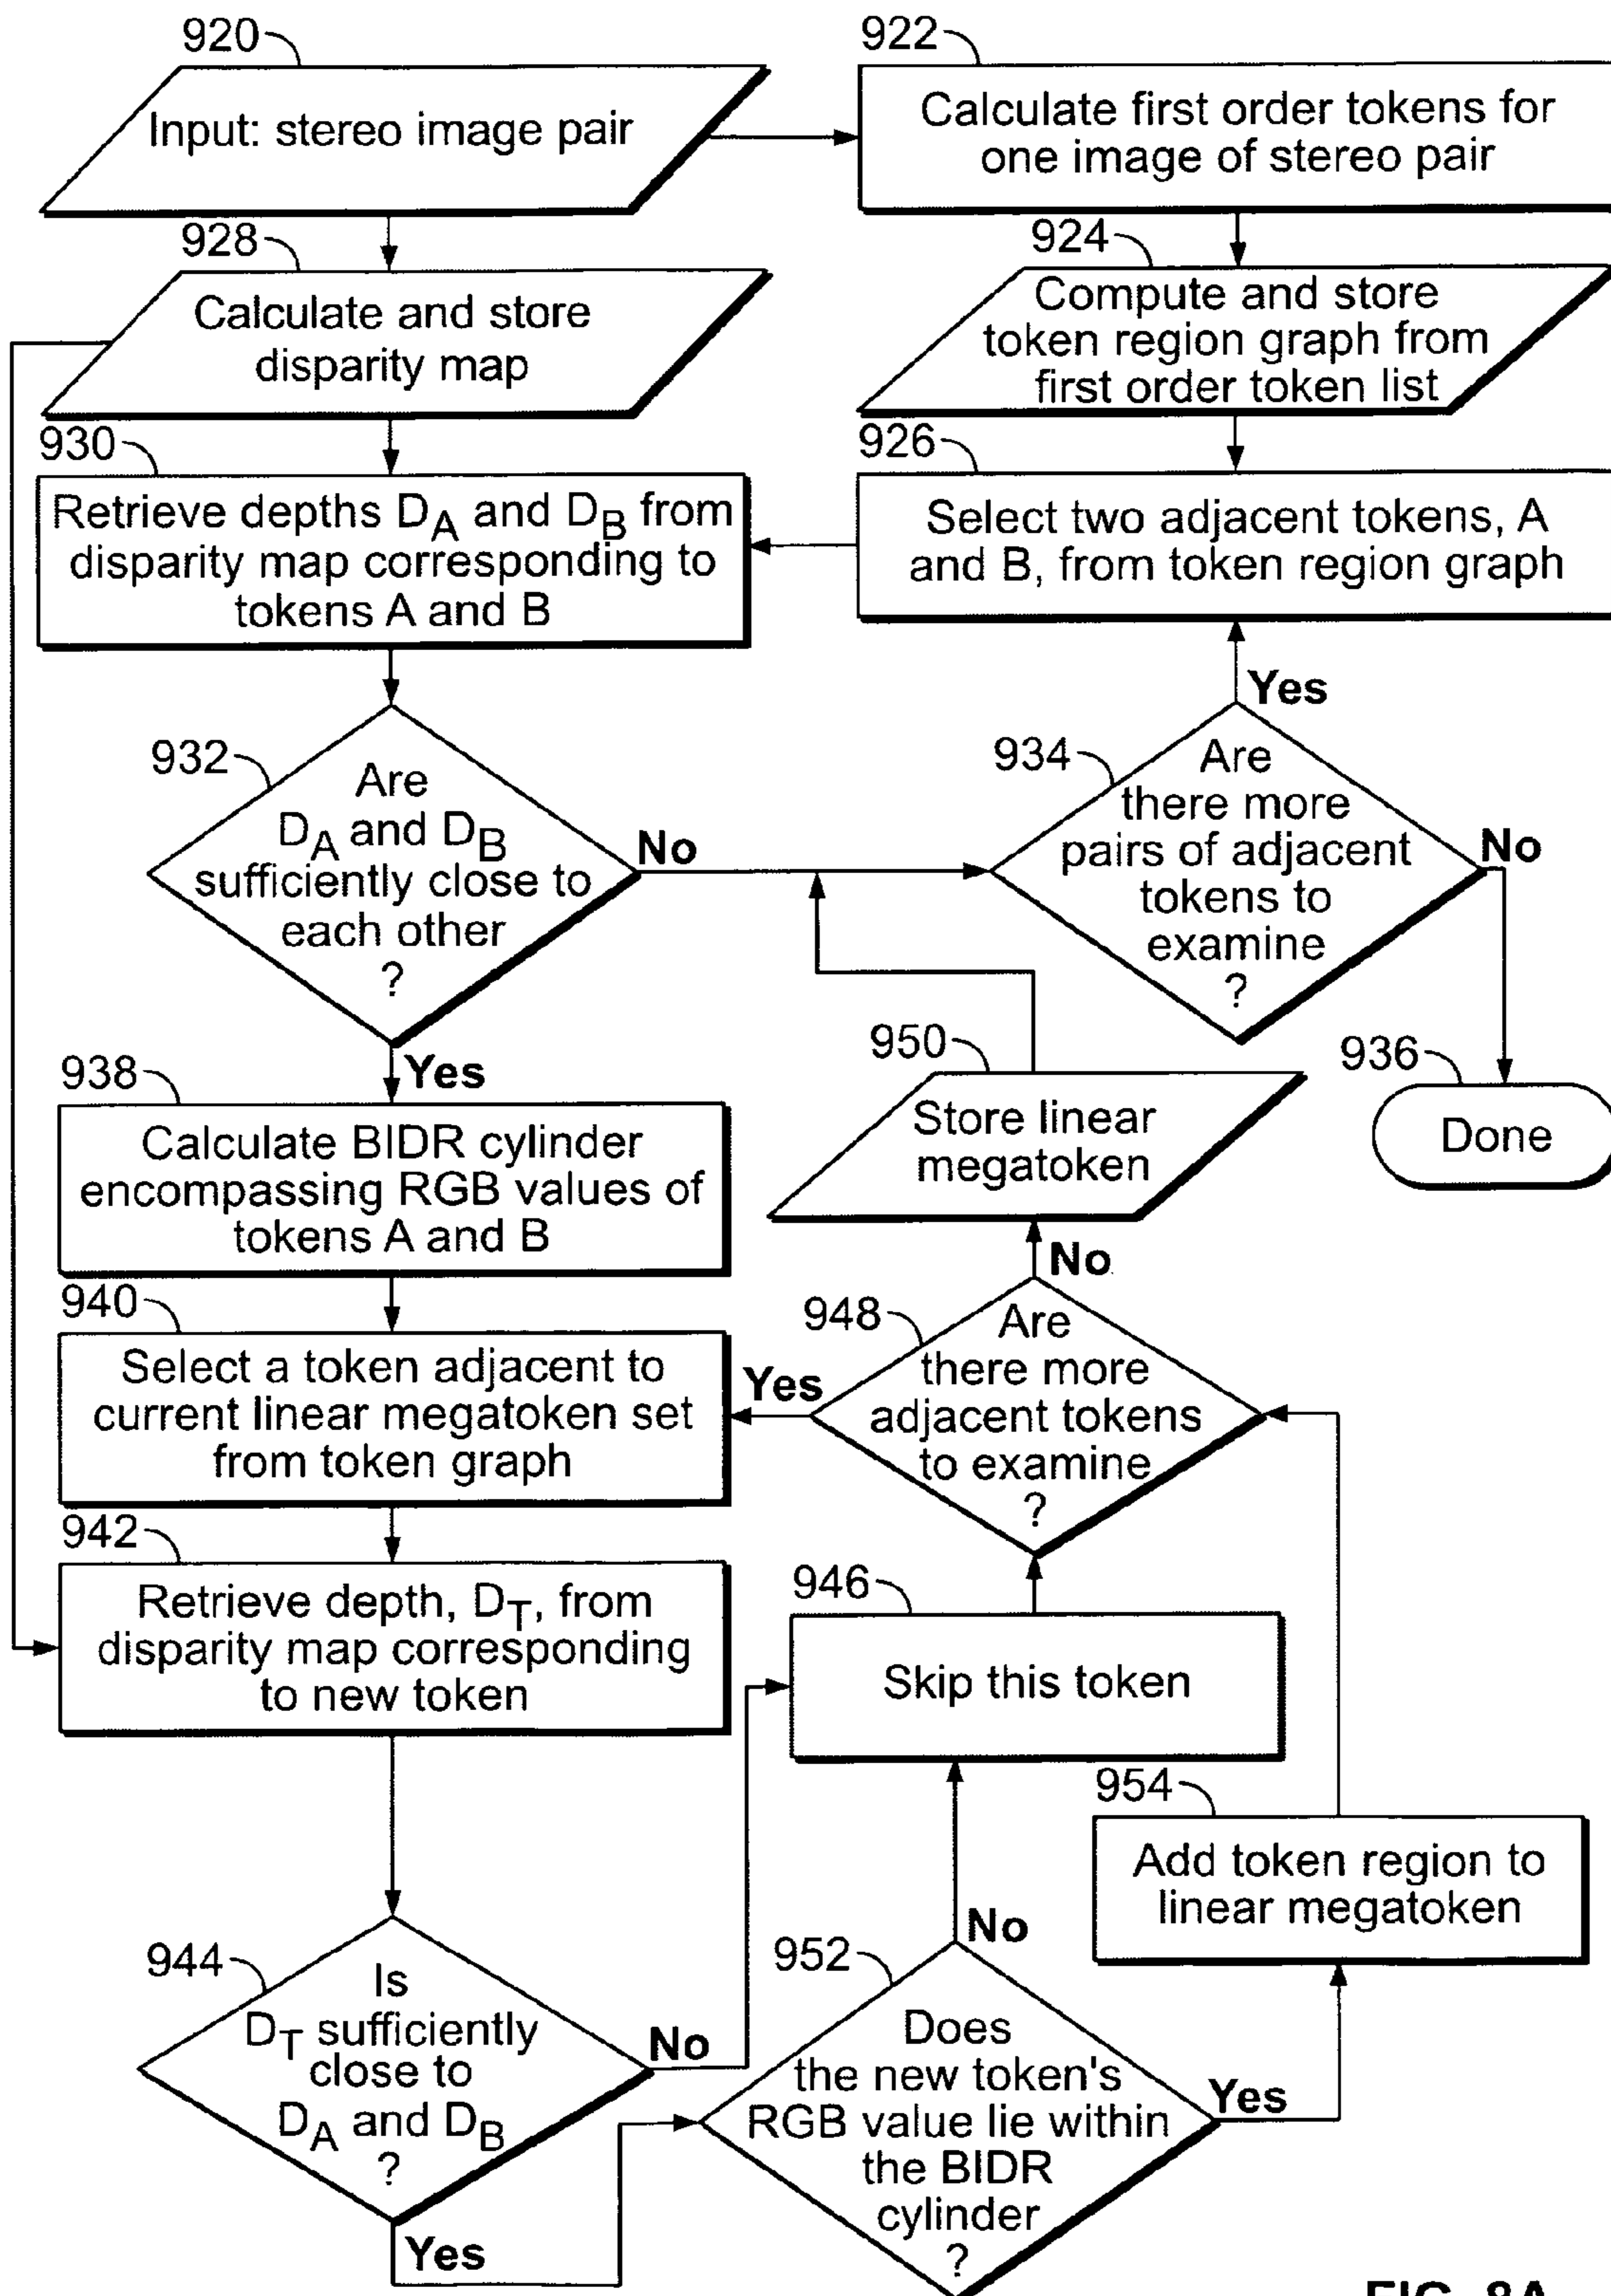 920
Input: stereo image pair
922
Calculate first order tokens for
one image of stereo pair
928
Calculate and store
disparity map
924
Compute and store
token region graph from
first order token list
930
Retrieve depths DA and DB from
disparity map corresponding to
tokens A and B
926
Select two adjacent tokens, A
and B, from token region graph
932
Are
DA and DB
sufficiently close to
each other
?
No
Yes
934
Are
there more
pairs of adjacent
tokens to
examine
?
Yes
No
936
Done
938
Calculate BIDR cylinder
encompassing RGB values of
tokens A and B
950
Store linear
megatoken
940
Select a token adjacent to
current linear megatoken set
from token graph
948
Are
there more
adjacent tokens
to examine
?
No
Yes
942
Retrieve depth, DT, from
disparity map corresponding
to new token
946
Skip this token
954
Add token region to
linear megatoken
944
Is
DT sufficiently
close to
DA and DB
?
No
Yes
952
Does
the new token's
RGB value lie within
the BIDR
cylinder
?
No
Yes
FIG. 8A